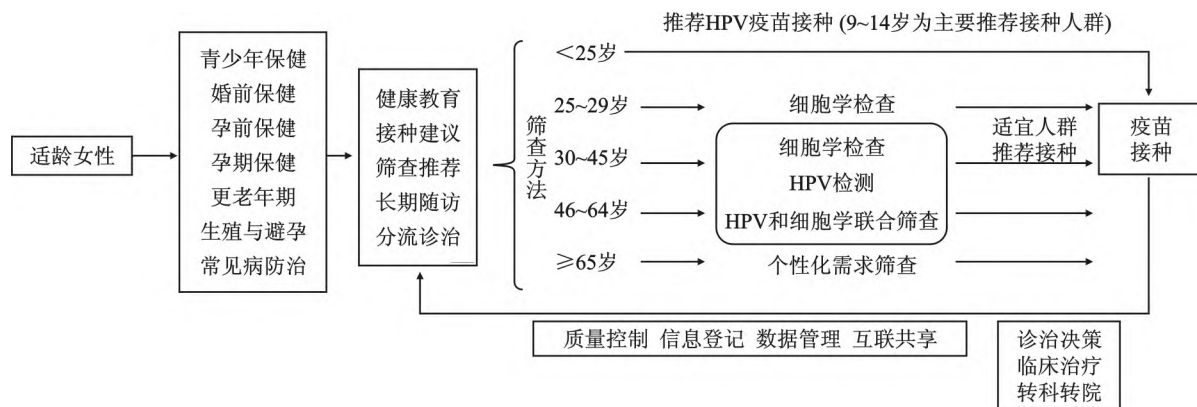 适龄女性
青少年保健
婚前保健
孕前保健
孕期保健
更老年期
生殖与避孕
常见病防治
健康教育
接种建议
筛查推荐
长期随访
分流诊治
筛查方法
推荐HPV疫苗接种 (9~14岁为主要推荐接种人群)
＜25岁
25~29岁
细胞学检查
30~45岁
46~64岁
细胞学检查
HPV检测
HPV和细胞学联合筛查
≥65岁
个性化需求筛查
适宜人群
推荐接种
疫苗
接种
质量控制 信息登记 数据管理 互联共享
诊治决策
临床治疗
转科转院